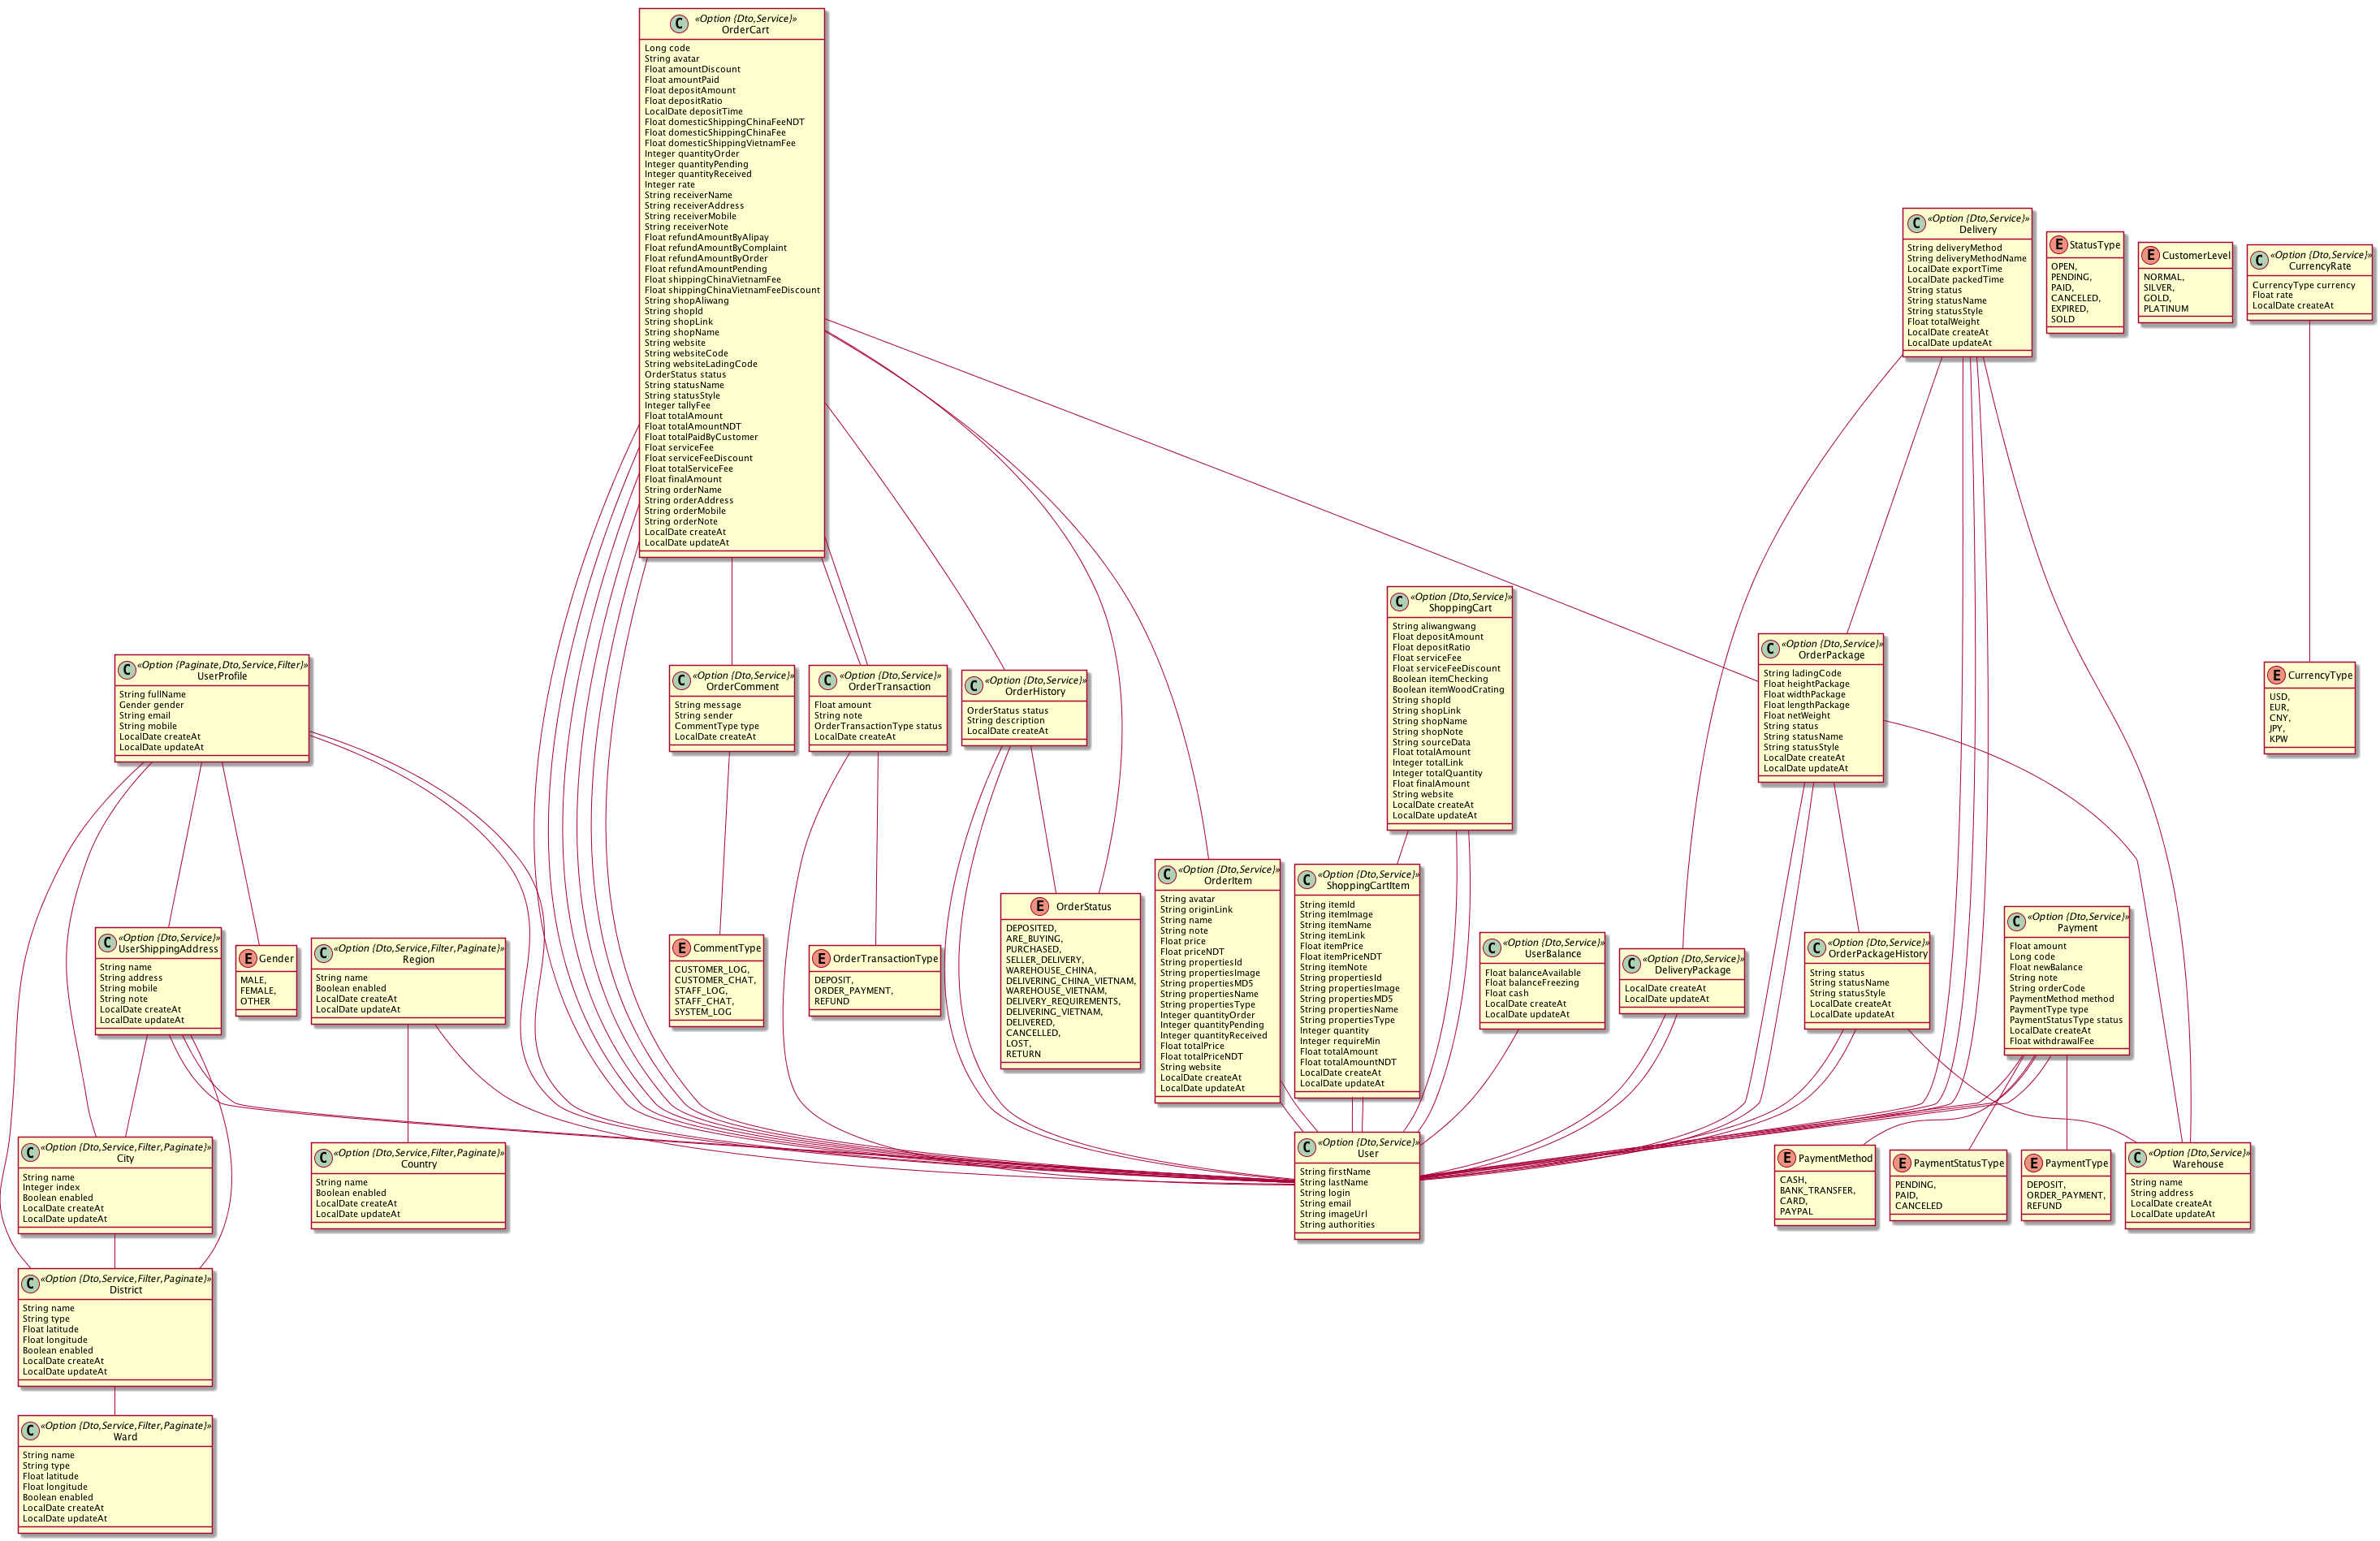 «Option {Dto,Service}»
C
OrderCart
Long code
String avatar
Float amountDiscount
Float amountPaid
Float depositAmount
Float depositRatio
LocalDate depositTime
Float domesticShippingChinaFeeNDT
Float domesticShippingChinaFee
Float domesticShippingVietnamFee
Integer quantityOrder
Integer quantityPending
Integer quantityReceived
Integer rate
String receiverName
String receiverAddress
String receiverMobile
String receiverNote
Float refundAmountByAlipay
Float refundAmountByComplaint
Float refundAmountByOrder
Float refundAmountPending
Float shippingChinaVietnamFee
Float shippingChinaVietnamFeeDiscount
String shopAliwang
String shopId
String shopLink
String shopName
String website
String websiteCode
String websiteLadingCode
OrderStatus status
String statusName
String statusStyle
Integer tallyFee
Float totalAmount
Float totalAmountNDT
Float totalPaidByCustomer
Float serviceFee
Float serviceFeeDiscount
Float totalServiceFee
Float finalAmount
String orderName
String orderAddress
String orderMobile
String orderNote
LocalDate createAt
LocalDate updateAt
«Option {Dto,Service}»
C
Delivery
String deliveryMethod
String deliveryMethodName
LocalDate exportTime
LocalDate packedTime
String status
String statusName
String statusStyle
Float totalWeight
LocalDate createAt
LocalDate updateAt
E StatusType
OPEN,
PENDING,
PAID,
CANCELED,
EXPIRED,
SOLD
E CustomerLevel
NORMAL,
SILVER,
GOLD,
PLATINUM
«Option {Dto,Service}»
C
CurrencyRate
CurrencyType currency
Float rate
LocalDate createAt
«Option {Paginate,Dto,Service,Filter}»
C
UserProfile
String fullName
Gender gender
String email
String mobile
LocalDate createAt
LocalDate updateAt
«Option {Dto,Service}»
C
OrderComment
String message
String sender
CommentType type
LocalDate createAt
«Option {Dto,Service}»
C
OrderTransaction
Float amount
String note
OrderTransactionType status
LocalDate createAt
«Option {Dto,Service}»
C
OrderHistory
OrderStatus status
String description
LocalDate createAt
«Option {Dto,Service}»
C
ShoppingCart
String aliwangwang
Float depositAmount
Float depositRatio
Float serviceFee
Float serviceFeeDiscount
Boolean itemChecking
Boolean itemWoodCrating
String shopId
String shopLink
String shopName
String shopNote
String sourceData
Float totalAmount
Integer totalLink
Integer totalQuantity
Float finalAmount
String website
LocalDate createAt
LocalDate updateAt
«Option {Dto,Service}»
C
OrderPackage
String ladingCode
Float heightPackage
Float widthPackage
Float lengthPackage
Float netWeight
String status
String statusName
String statusStyle
LocalDate createAt
LocalDate updateAt
E CurrencyType
USD,
EUR,
CNY,
JPY,
KPW
«Option {Dto,Service}»
C
UserShippingAddress
String name
String address
String mobile
String note
LocalDate createAt
LocalDate updateAt
E Gender
MALE,
FEMALE,
OTHER
«Option {Dto,Service,Filter,Paginate}»
C
Region
String name
Boolean enabled
LocalDate createAt
LocalDate updateAt
E CommentType
CUSTOMER_LOG,
CUSTOMER_CHAT,
STAFF_LOG,
STAFF_CHAT,
SYSTEM_LOG
E OrderTransactionType
DEPOSIT,
ORDER_PAYMENT,
REFUND
E OrderStatus
DEPOSITED,
ARE_BUYING,
PURCHASED,
SELLER_DELIVERY,
WAREHOUSE_CHINA,
DELIVERING_CHINA_VIETNAM,
WAREHOUSE_VIETNAM,
DELIVERY_REQUIREMENTS,
DELIVERING_VIETNAM,
DELIVERED,
CANCELLED,
LOST,
RETURN
«Option {Dto,Service}»
C
OrderItem
String avatar
String originLink
String name
String note
Float price
Float priceNDT
String propertiesId
String propertiesImage
String propertiesMD5
String propertiesName
String propertiesType
Integer quantityOrder
Integer quantityPending
Integer quantityReceived
Float totalPrice
Float totalPriceNDT
String website
LocalDate createAt
LocalDate updateAt
«Option {Dto,Service}»
C
ShoppingCartItem
String itemId
String itemImage
String itemName
String itemLink
Float itemPrice
Float itemPriceNDT
String itemNote
String propertiesId
String propertiesImage
String propertiesMD5
String propertiesName
String propertiesType
Integer quantity
Integer requireMin
Float totalAmount
Float totalAmountNDT
LocalDate createAt
LocalDate updateAt
«Option {Dto,Service}»
C
UserBalance
Float balanceAvailable
Float balanceFreezing
Float cash
LocalDate createAt
LocalDate updateAt
«Option {Dto,Service}»
C
DeliveryPackage
LocalDate createAt
LocalDate updateAt
«Option {Dto,Service}»
C
OrderPackageHistory
String status
String statusName
String statusStyle
LocalDate createAt
LocalDate updateAt
«Option {Dto,Service}»
C
Payment
Float amount
Long code
Float newBalance
String note
String orderCode
PaymentMethod method
PaymentType type
PaymentStatusType status
LocalDate createAt
Float withdrawalFee
«Option {Dto,Service,Filter,Paginate}»
C
City
String name
Integer index
Boolean enabled
LocalDate createAt
LocalDate updateAt
«Option {Dto,Service,Filter,Paginate}»
C
Country
String name
Boolean enabled
LocalDate createAt
LocalDate updateAt
«Option {Dto,Service}»
C
User
String firstName
String lastName
String login
String email
String imageUrl
String authorities
E PaymentMethod
CASH,
BANK_TRANSFER,
CARD,
PAYPAL
E PaymentStatusType
PENDING,
PAID,
CANCELED
E PaymentType
DEPOSIT,
ORDER_PAYMENT,
REFUND
«Option {Dto,Service}»
C
Warehouse
String name
String address
LocalDate createAt
LocalDate updateAt
«Option {Dto,Service,Filter,Paginate}»
C
District
String name
String type
Float latitude
Float longitude
Boolean enabled
LocalDate createAt
LocalDate updateAt
«Option {Dto,Service,Filter,Paginate}»
C
Ward
String name
String type
Float latitude
Float longitude
Boolean enabled
LocalDate createAt
LocalDate updateAt